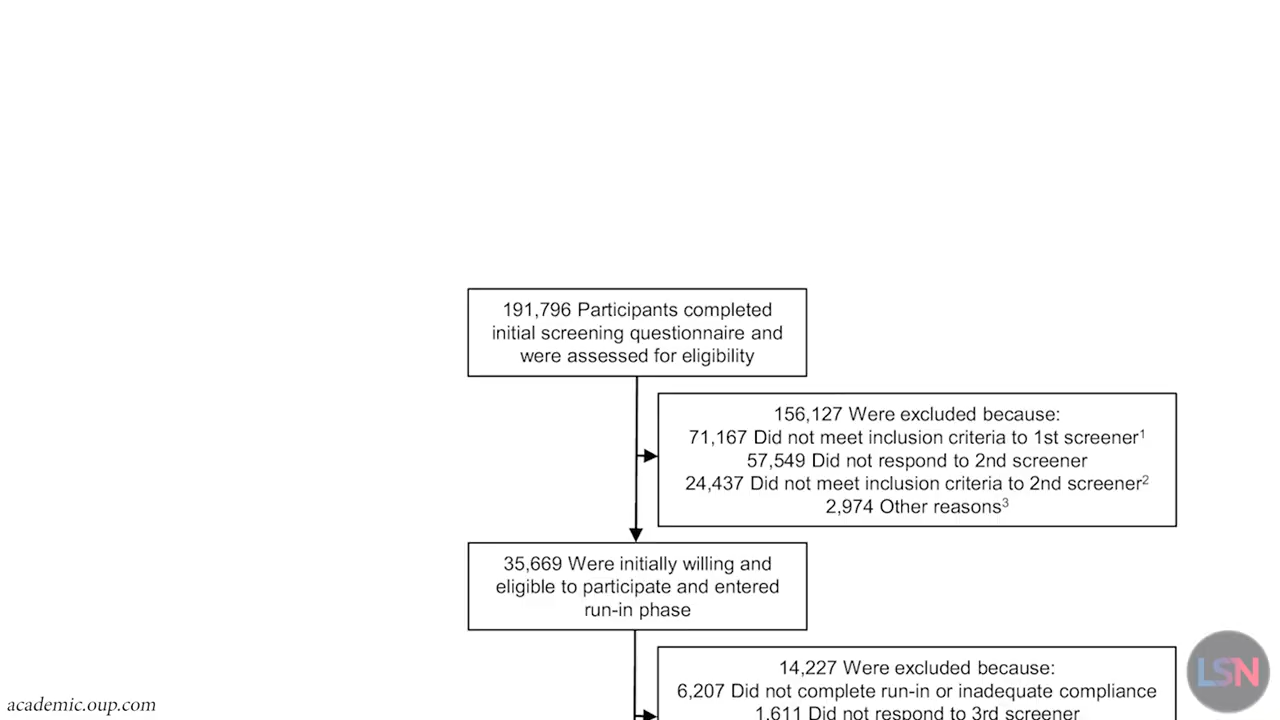 191,796 Participants completed
initial screening questionnaire and
were assessed for eligibility
156,127 Were excluded because:
71,167 Did not meet inclusion criteria to 1st screener¹
57,549 Did not respond to 2nd screener
24,437 Did not meet inclusion criteria to 2nd screener²
2,974 Other reasons³
35,669 Were initially willing and
eligible to participate and entered
run-in phase
14,227 Were excluded because:
6,207 Did not complete run-in or inadequate compliance
1,611 Did not respond to 3rd screener
LSN
academic.oup.com